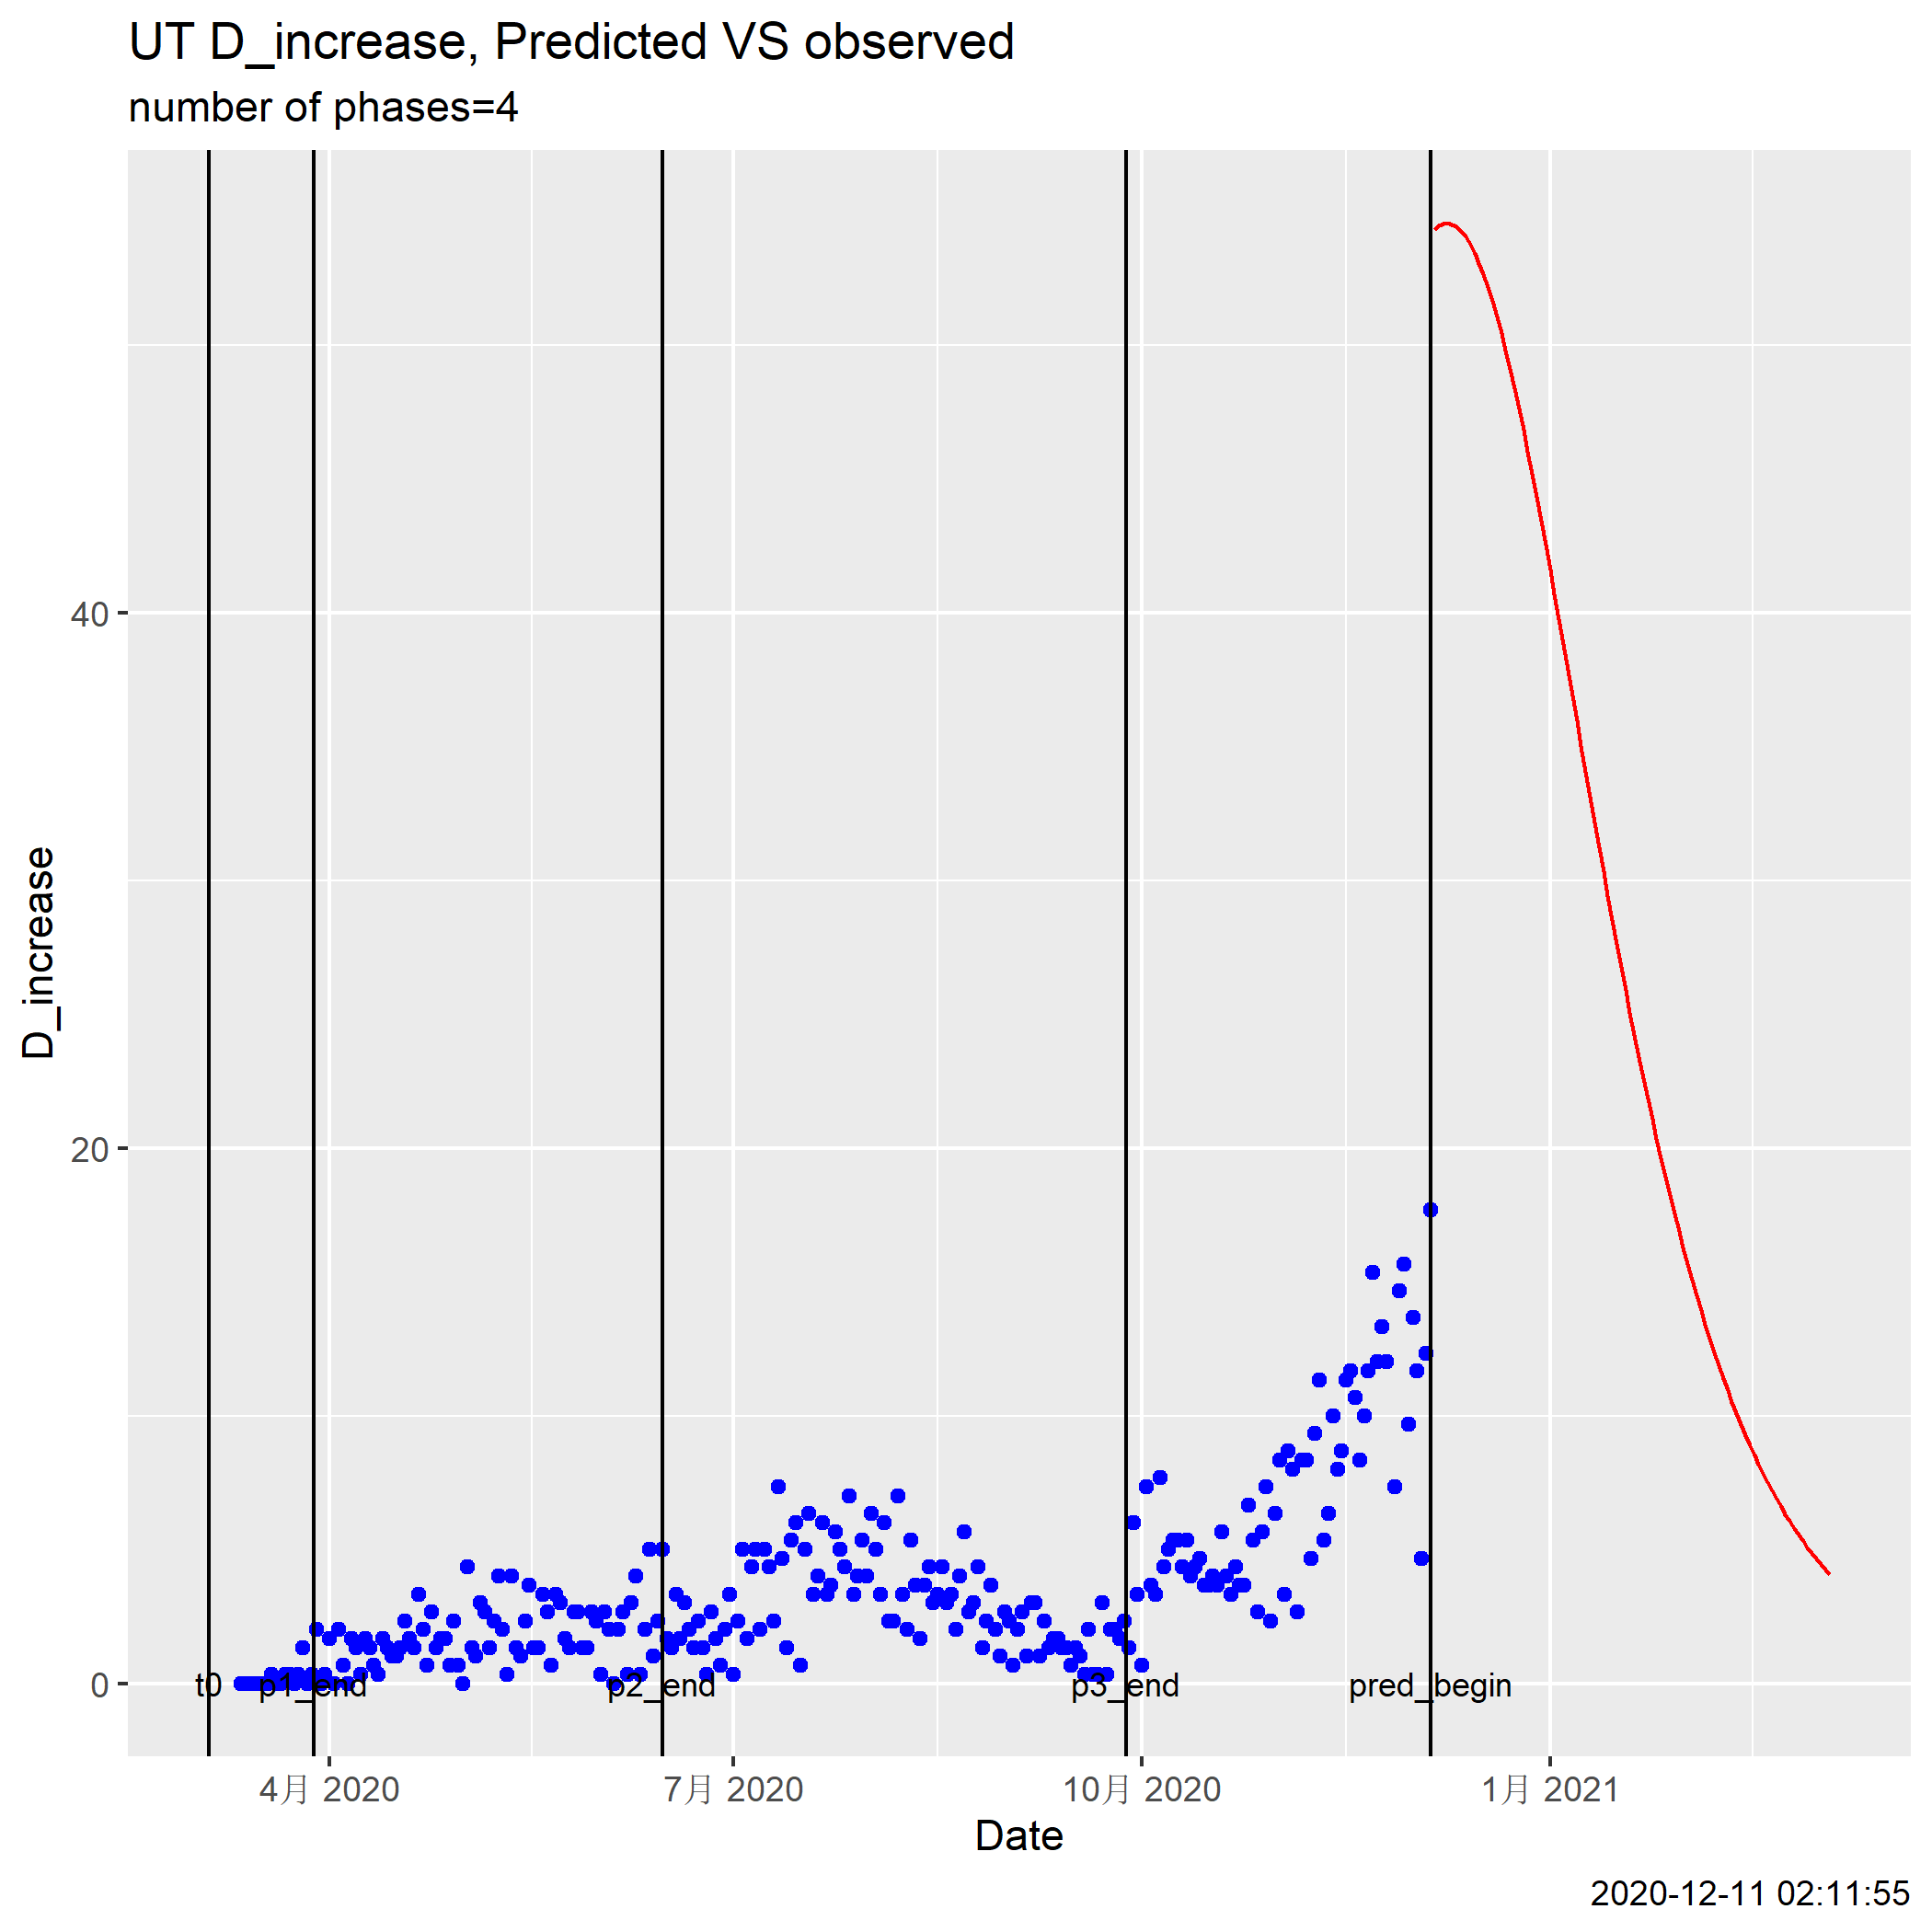 UT D_increase, Predicted VS observed
number of phases=4
D_increase
40
20
0
t0
p1_end
p2_end
p3_end
pred_begin
4月 2020
7月 2020
10月 2020
1月 2021
Date
2020-12-11 02:11:55